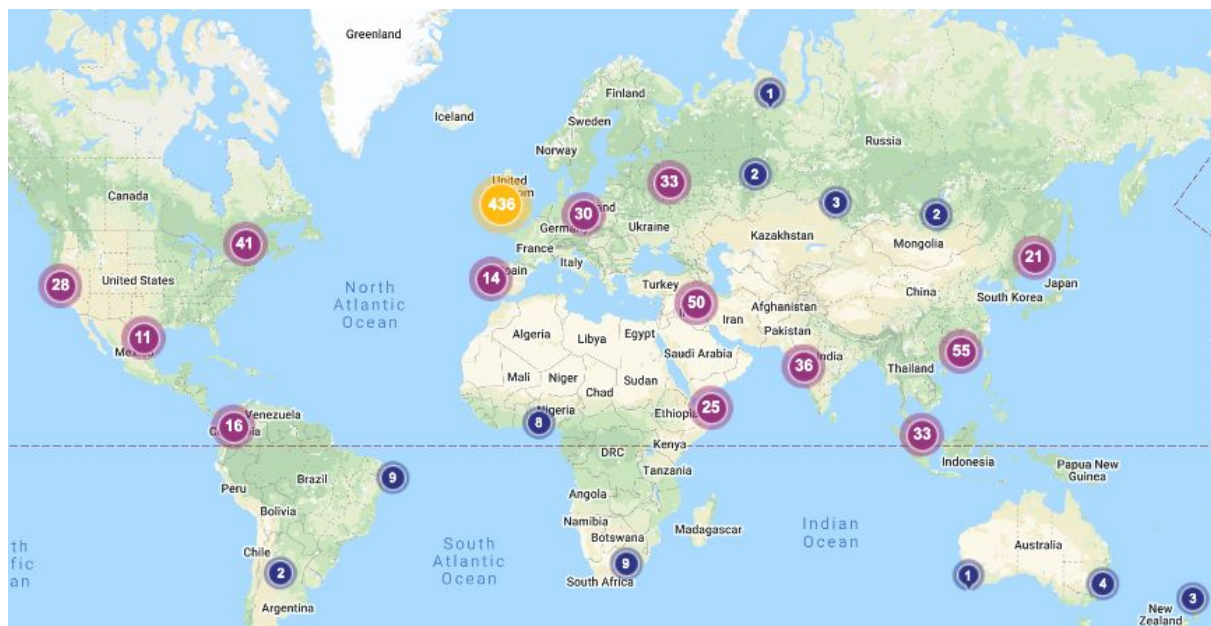 Greenland
1
Finland
Iceland
Sweden
Russia
Norway
33
2
Canada
United
436
3
30
2
Germany
Ukraine
Kazakhstan
Mongolia
41
France
Italy
21
28
United States
North
Atlantic
Ocean
14
Turkey
50
China
Japan
South Korea
Afghanistan
Iran
Pakistan
11
Algeria
Libya
Egypt
55
Saudi Arabia
36
India
Thailand
Mali
Niger
Chad
Sudan
16
Venezuela
8
Nigeria
Ethiopia
25
33
Kenya
DRC
Indonesia
Papua New
Guinea
9
Brazil
Peru
Tanzania
Bolivia
Angola
Namibia
Madagascar
Botswana
Indian
Ocean
South
Atlantic
Ocean
Chile
2
9
South Africa
Australia
1
4
Argentina
3
New
Zealand